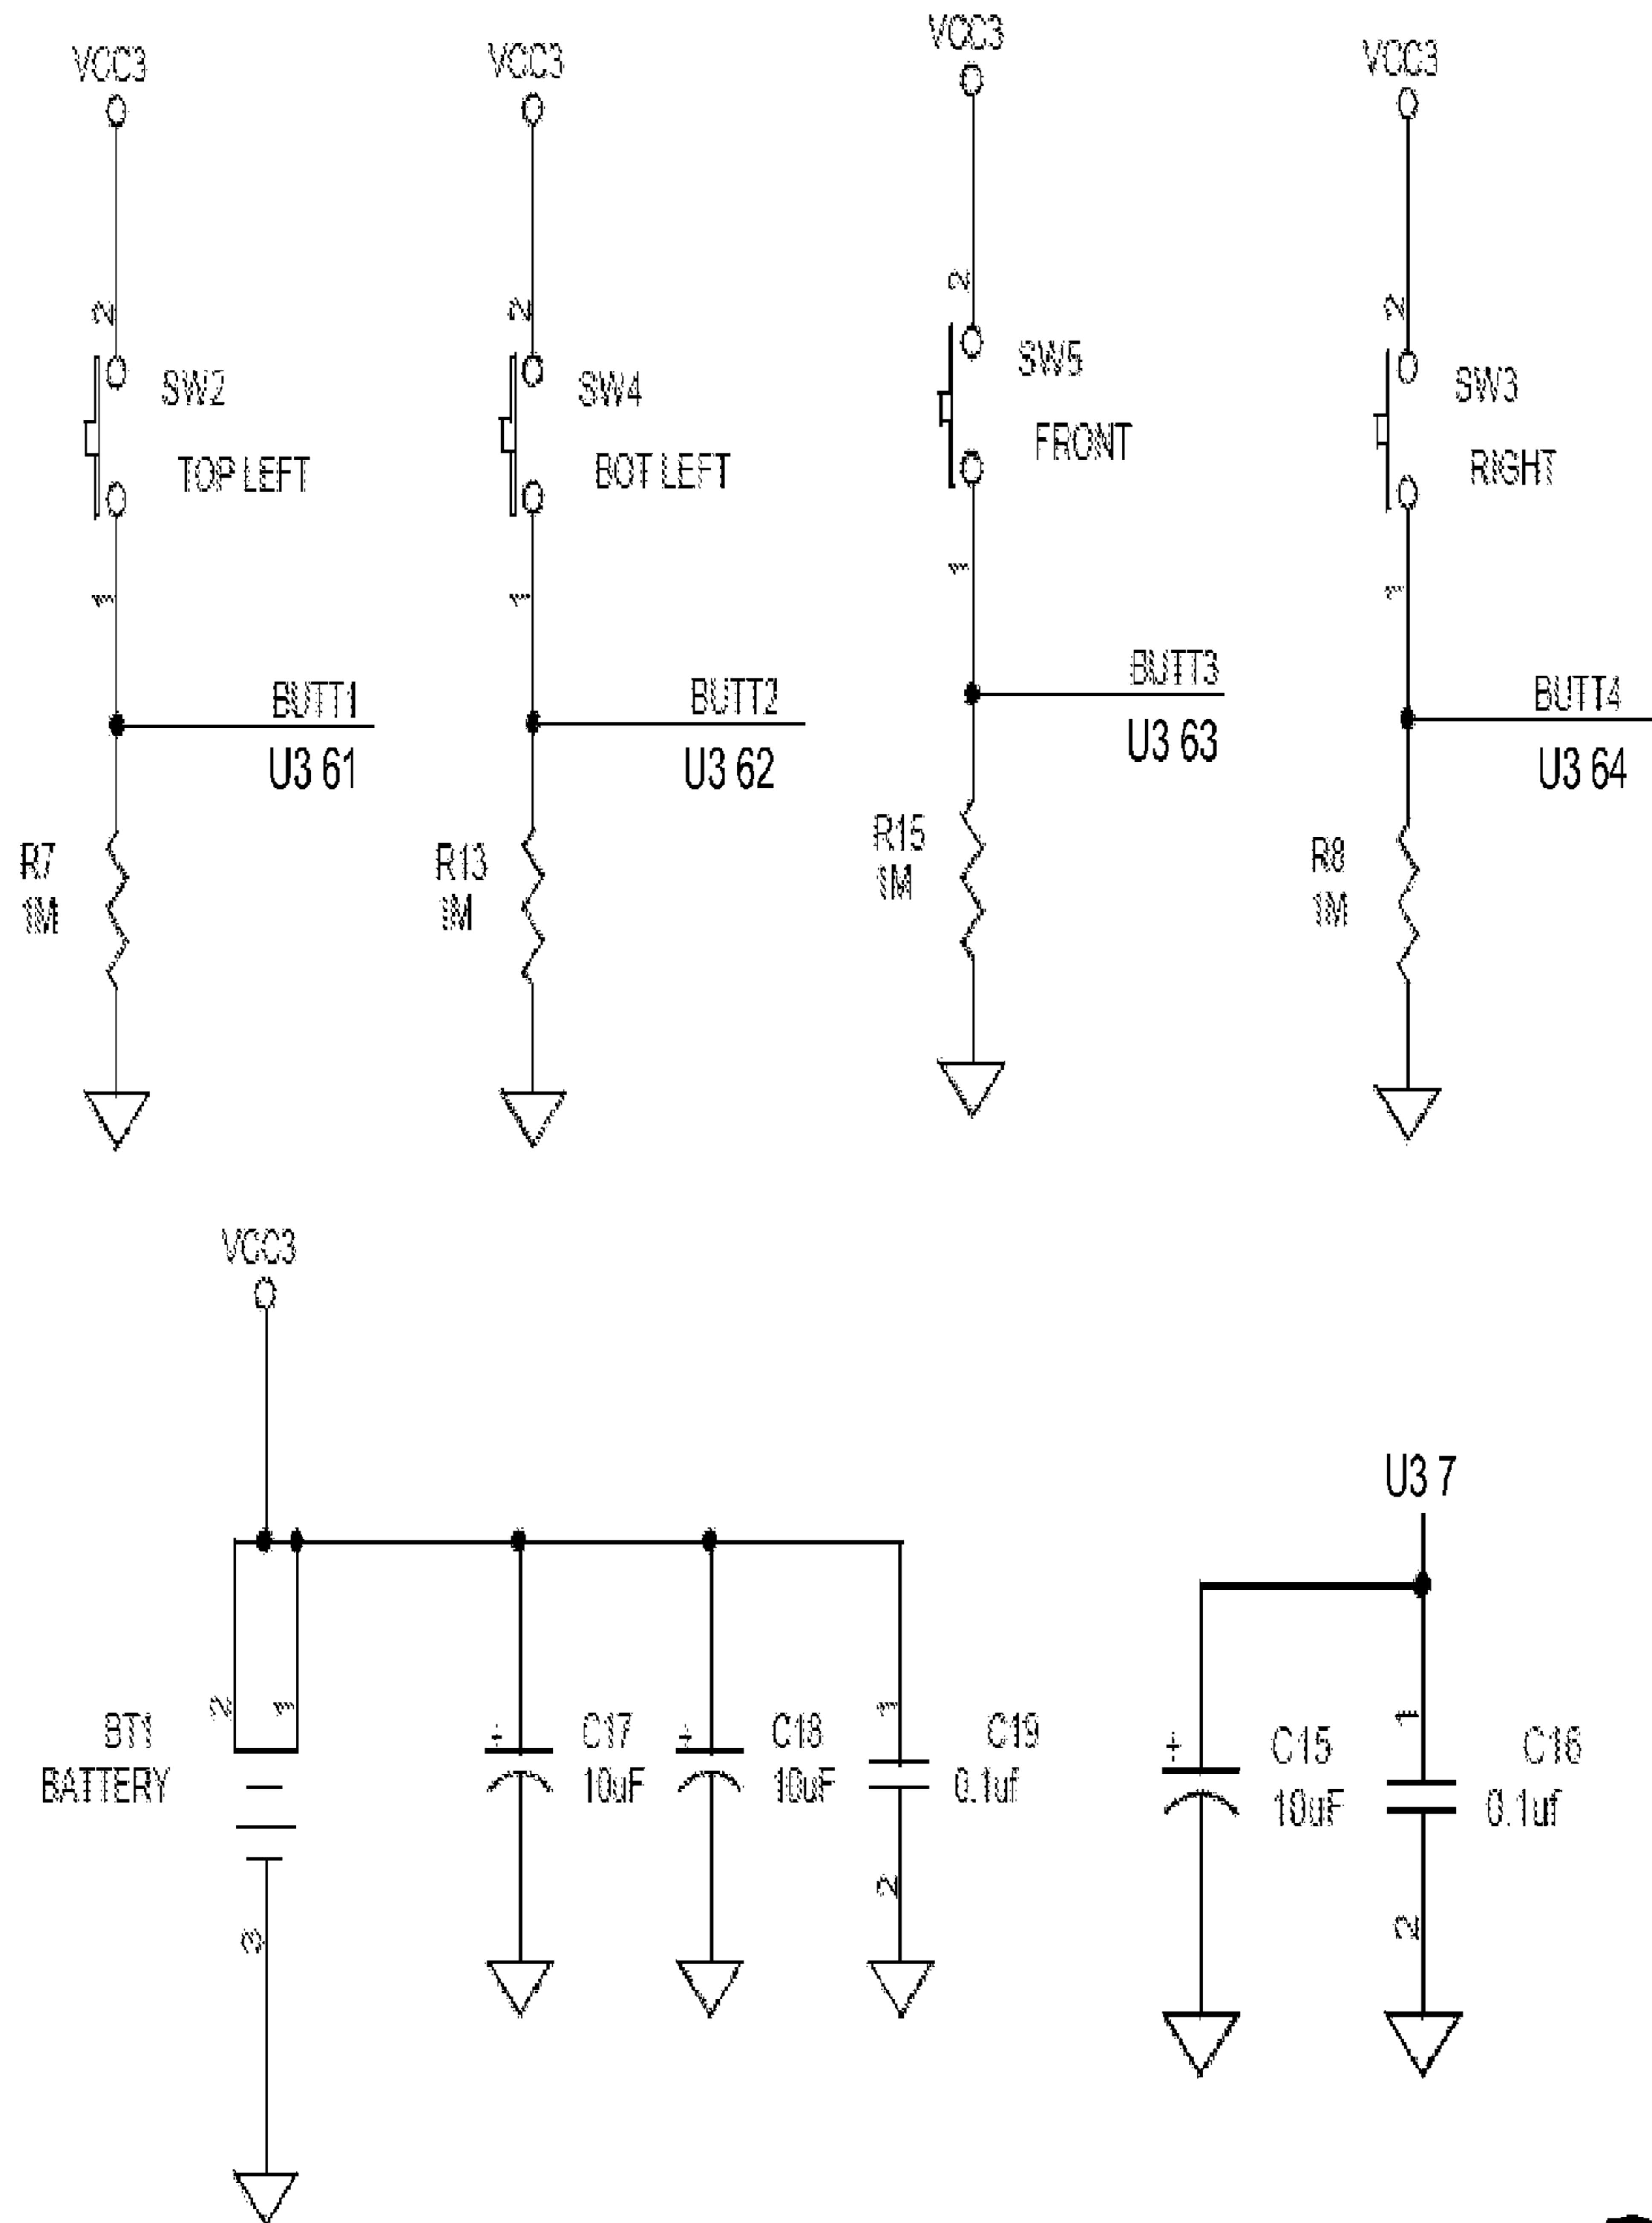 VCC3
VCC3
VCC3
VCC3
2
2
2
2
SW2
TOP LEFT
SW4
BOT LEFT
SW5
FRONT
SW3
RIGHT
1
1
1
1
BUTT1
U3 61
BUTT2
U3 62
BUTT3
U3 63
BUTT4
U3 64
R7
1M
R13
1M
R15
1M
R8
1M
VCC3
U3 7
2
1
BT1
BATTERY
3
+
C17
10uF
+
C18
10uF
1
C19
0.1uf
2
+
C15
10uF
1
C16
0.1uf
2